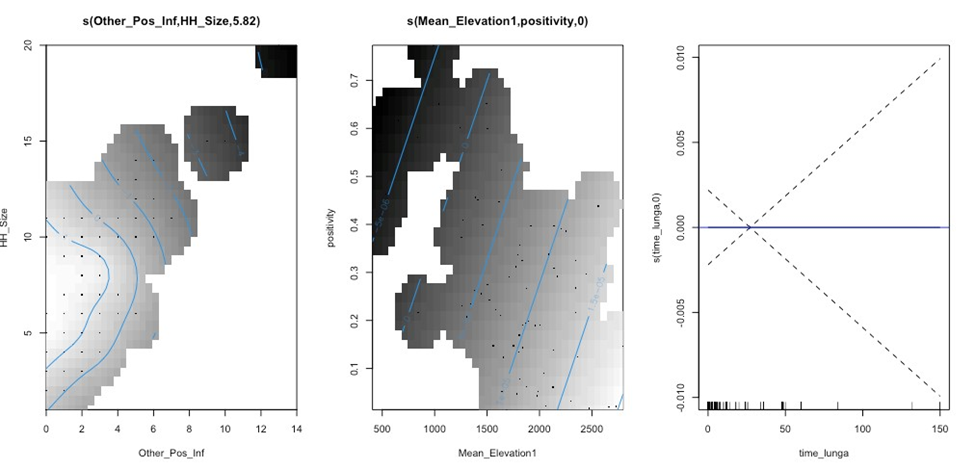 s(Other_Pos_Inf,HH_Size,5.82)
HH_Size
20
15
10
5
0 2 4 6 8 10 12 14
Other_Pos_Inf
s(Mean_Elevation1,positivity,0)
positivity
0.7
0.6
0.5
0.4
0.3
0.2
0.1
500 1000 1500 2000 2500
Mean_Elevation1
s(time_lunga,0)
0.010
0.005
0.000
-0.005
-0.010
0 50 100 150
time_lunga